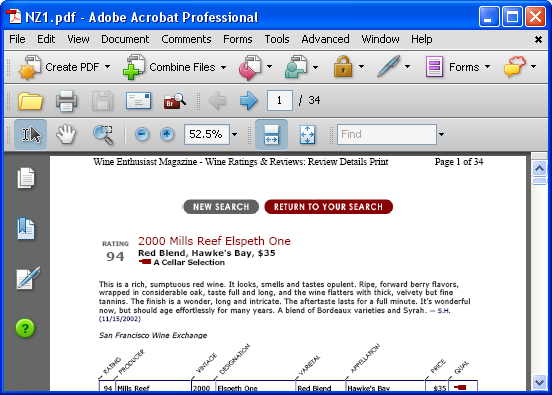 NZ1.pdf - Adobe Acrobat Professional
File Edit View Document Comments Forms Tools Advanced Window Help
Create PDF Combine Files Forms
Br 1 / 34
52.5% Find
Wine Enthusiast Magazine - Wine Ratings & Reviews: Review Details Print Page 1 of 34
NEW SEARCH RETURN TO YOUR SEARCH
RATING
94
2000 Mills Reef Elspeth One
Red Blend, Hawke's Bay, $35
A Cellar Selection
This is a rich, sumptuous red wine. It looks, smells and tastes opulent. Ripe, forward berry flavors,
wrapped in considerable oak, taste full and long, and the wine flatters with thick, velvety but fine
tannins. The finish is a wonder, long and intricate. The aftertaste lasts for a full minute. It's wonderful
now, but should age effortlessly for many years. A blend of Bordeaux varieties and Syrah. — S.H.
(11/15/2002)
San Francisco Wine Exchange
RATING PRODUCER VINTAGE DESIGNATION VARIETAL APPELLATION PRICE QUAL
94 Mills Reef 2000 Elspeth One Red Blend Hawke's Bay $35